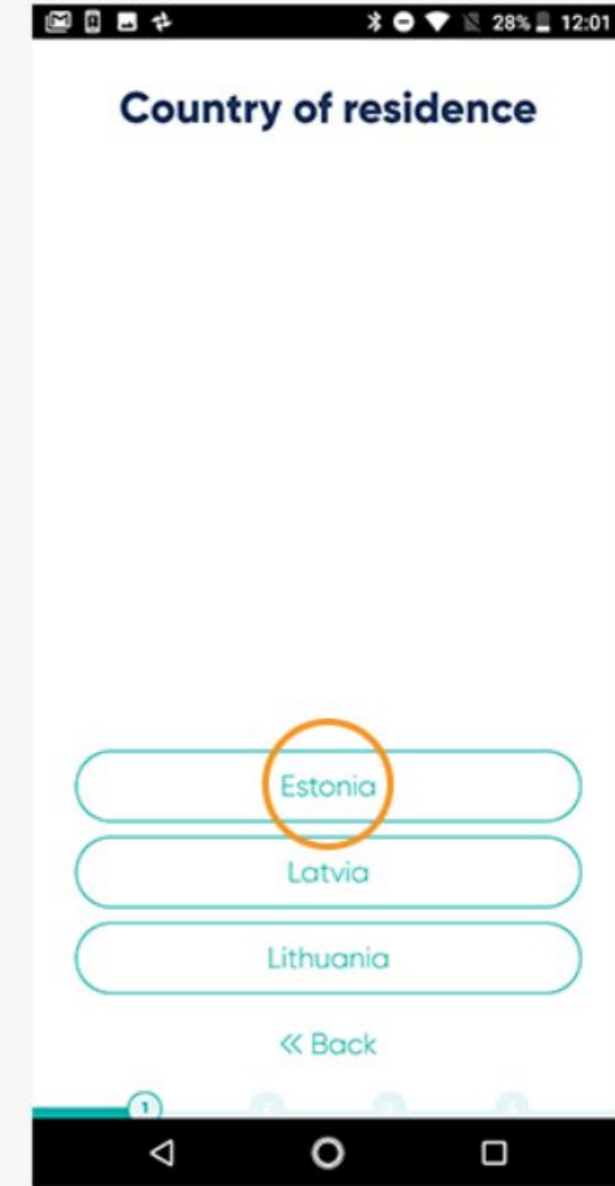 28% 12:01
Country of residence
Estonia
Latvia
Lithuania
« Back
1